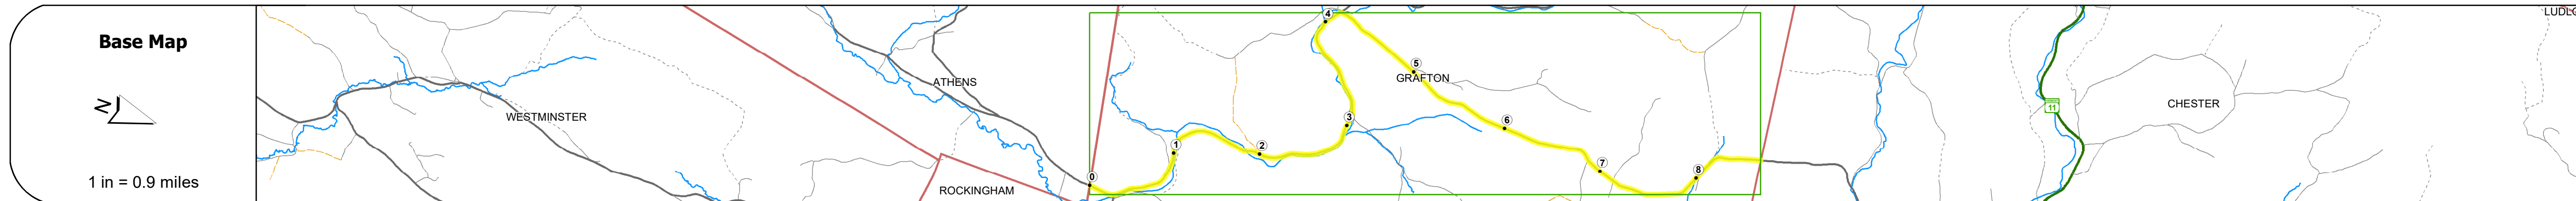 Base Map
N
1 in = 0.9 miles
WESTMINSTER
ATHENS
ROCKINGHAM
0
1
2
3
4
5
GRAFTON
6
7
8
11
CHESTER